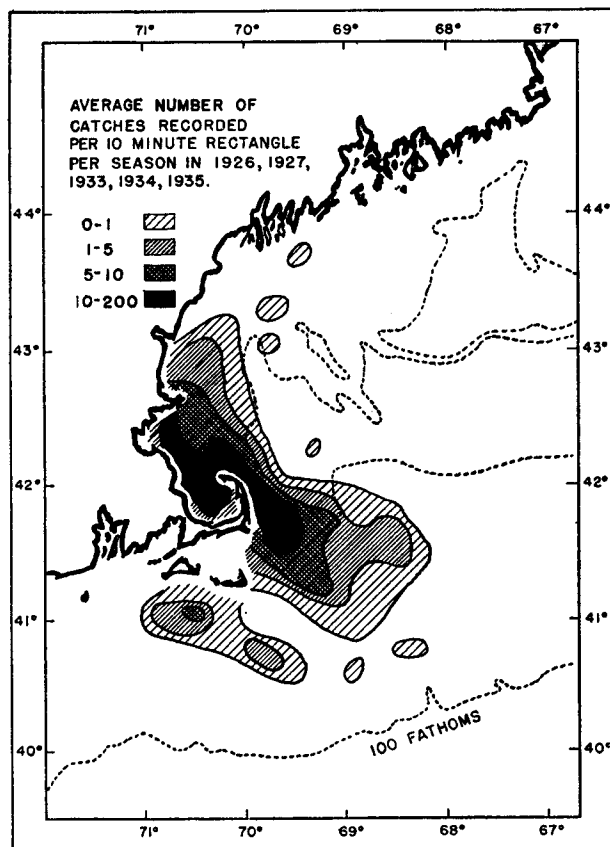 71° 70° 69° 68° 67°
AVERAGE NUMBER OF
CATCHES RECORDED
PER 10 MINUTE RECTANGLE
PER SEASON IN 1926, 1927,
1933, 1934, 1935.
44° 44°
0-1
1-5
5-10
10-200
43° 43°
42° 42°
41° 41°
100 FATHOMS
40° 40°
71° 70° 69° 68° 67°